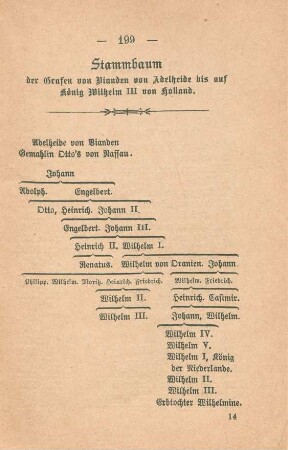 — 199 —
Stammbaum
der Grafen von Vianden von Adelheide bis auf
König Wilhelm III von Holland.
Adelheide von Vianden
Gemahlin Otto's von Nassau.
Johann
Adolph. Engelbert.
Otto, Heinrich. Johann II.
Engelbert. Johann III.
Heinrich II. Wilhelm I.
Renatus. Wilhelm von Oranien. Johann.
Philipp. Wilhelm. Moritz. Heinrich. Friedrich. Wilhelm. Friedrich.
Wilhelm II. Heinrich. Casimir.
Wilhelm III. Johann, Wilhelm.
Wilhelm IV.
Wilhelm V.
Wilhelm I, König
der Niederlande.
Wilhelm II.
Wilhelm III.
Erbtochter Wilhelmine.
14